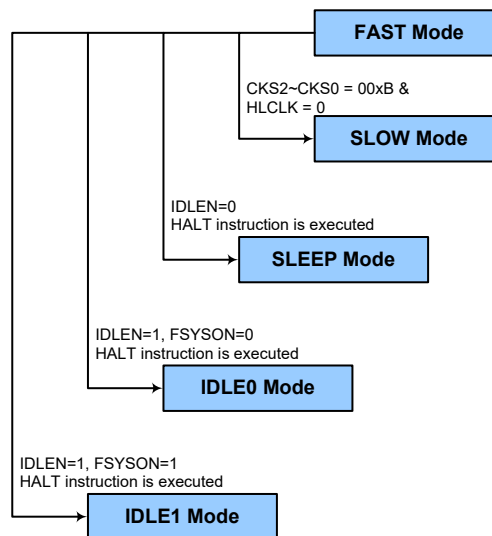 FAST Mode
CKS2~CKS0 = 00xB &
HLCLK = 0
SLOW Mode
IDLEN=0
HALT instruction is executed
SLEEP Mode
IDLEN=1, FSYSON=0
HALT instruction is executed
IDLE0 Mode
IDLEN=1, FSYSON=1
HALT instruction is executed
IDLE1 Mode